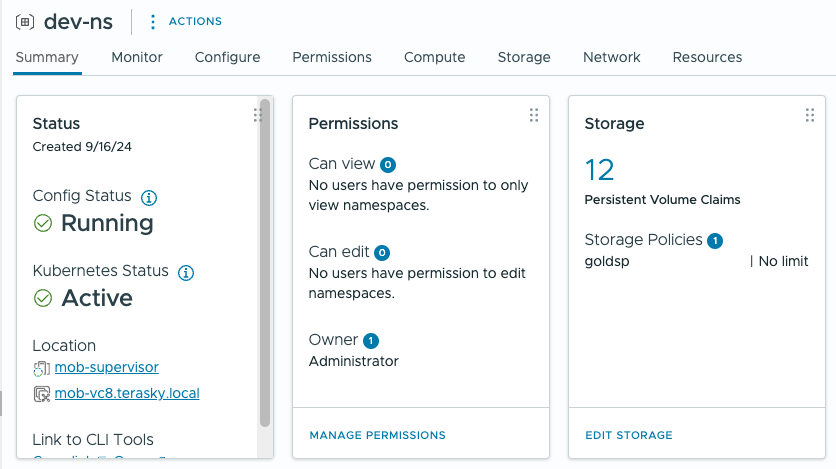 dev-ns
ACTIONS
Summary Monitor Configure Permissions Compute Storage Network Resources
Status
Created 9/16/24
Config Status
Running
Kubernetes Status
Active
Location
mob-supervisor
mob-vc8.terasky.local
Link to CLI Tools
Permissions
Can view 0
No users have permission to only
view namespaces.
Can edit 0
No users have permission to edit
namespaces.
Owner 1
Administrator
MANAGE PERMISSIONS
Storage
12
Persistent Volume Claims
Storage Policies 1
goldsp | No limit
EDIT STORAGE